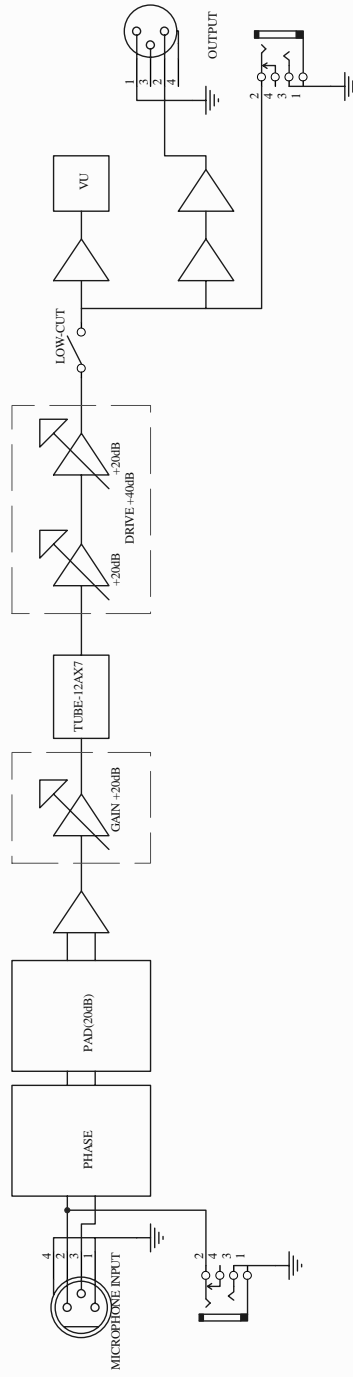 MICROPHONE INPUT
4
2
3
1
2
4
3
1
PHASE
PAD(20dB)
GAIN +20dB
TUBE-12AX7
+20dB
+20dB
DRIVE +40dB
LOW-CUT
VU
1
3
2
4
OUTPUT
2
4
3
1